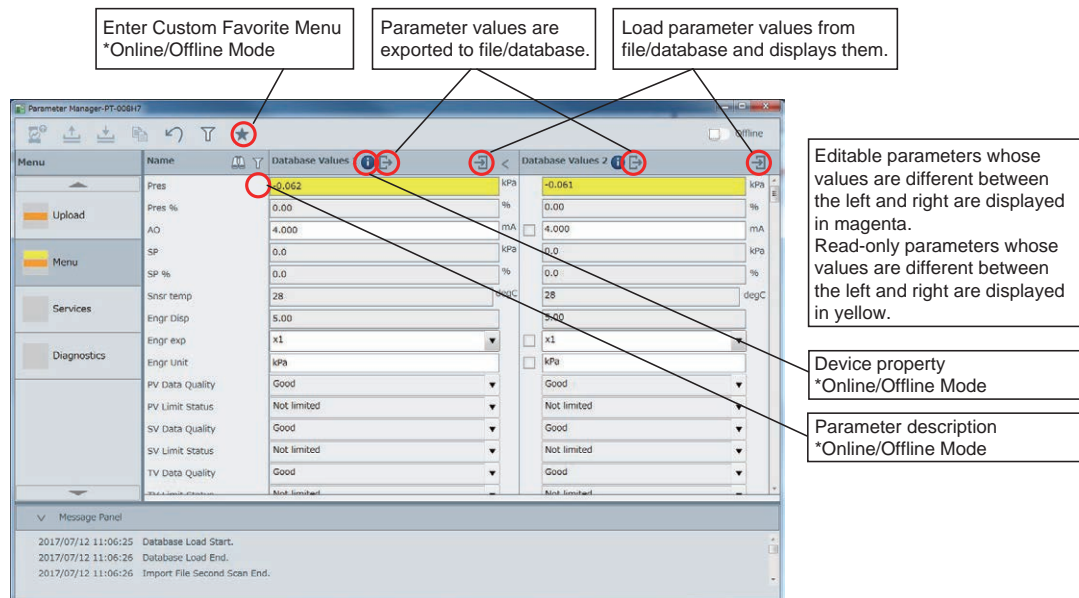 Enter Custom Favorite Menu
*Online/Offline Mode
Parameter values are
exported to file/database.
Load parameter values from
file/database and displays them.
Parameter Manager-PT-008H7
Offline
Menu
Name
Database Values
Database Values 2
Upload
Menu
Services
Diagnostics
Pres -0.062 kPa -0.061 kPa
Pres % 0.00 % 0.00 %
AO 4.000 mA 4.000 mA
SP 0.0 kPa 0.0 kPa
SP % 0.0 % 0.0 %
Snsr temp 28 degC 28 degC
Engr Disp 5.00 5.00
Engr exp x1 x1
Engr Unit kPa kPa
PV Data Quality Good Good
PV Limit Status Not limited Not limited
SV Data Quality Good Good
SV Limit Status Not limited Not limited
TV Data Quality Good Good
TV Limit Status Not limited Not limited
Message Panel
2017/07/12 11:06:25 Database Load Start.
2017/07/12 11:06:26 Database Load End.
2017/07/12 11:06:26 Import File Second Scan End.
Editable parameters whose
values are different between
the left and right are displayed
in magenta.
Read-only parameters whose
values are different between
the left and right are displayed
in yellow.
Device property
*Online/Offline Mode
Parameter description
*Online/Offline Mode